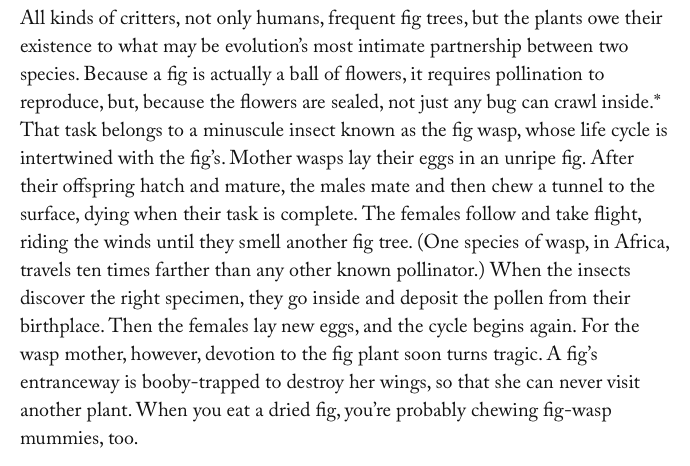 All kinds of critters, not only humans, frequent fig trees, but the plants owe their
existence to what may be evolution’s most intimate partnership between two
species. Because a fig is actually a ball of flowers, it requires pollination to
reproduce, but, because the flowers are sealed, not just any bug can crawl inside.*
That task belongs to a minuscule insect known as the fig wasp, whose life cycle is
intertwined with the fig’s. Mother wasps lay their eggs in an unripe fig. After
their offspring hatch and mature, the males mate and then chew a tunnel to the
surface, dying when their task is complete. The females follow and take flight,
riding the winds until they smell another fig tree. (One species of wasp, in Africa,
travels ten times farther than any other known pollinator.) When the insects
discover the right specimen, they go inside and deposit the pollen from their
birthplace. Then the females lay new eggs, and the cycle begins again. For the
wasp mother, however, devotion to the fig plant soon turns tragic. A fig’s
entranceway is booby-trapped to destroy her wings, so that she can never visit
another plant. When you eat a dried fig, you’re probably chewing fig-wasp
mummies, too.